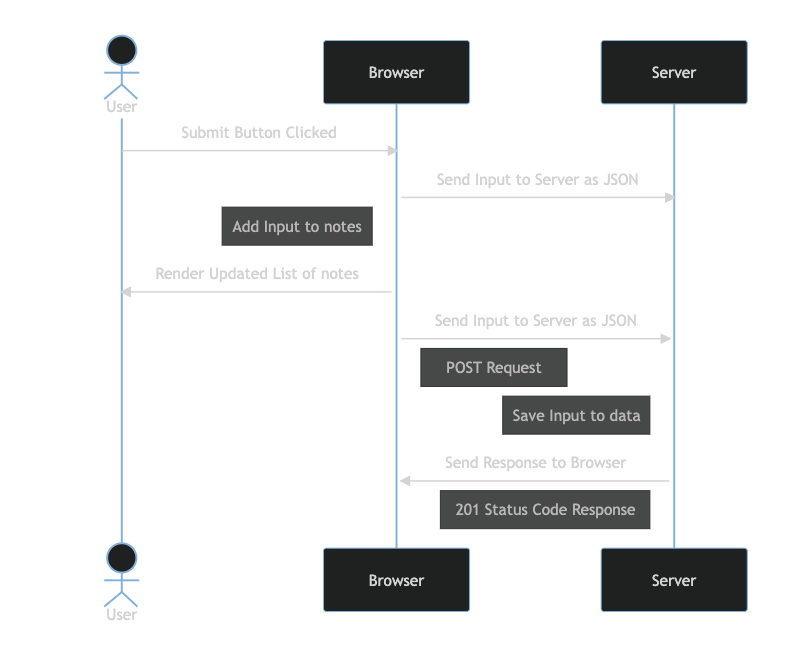 Browser
Server
User
Submit Button Clicked
Send Input to Server as JSON
Add Input to notes
Render Updated List of notes
Send Input to Server as JSON
POST Request
Save Input to data
Send Response to Browser
201 Status Code Response
Browser
Server
User